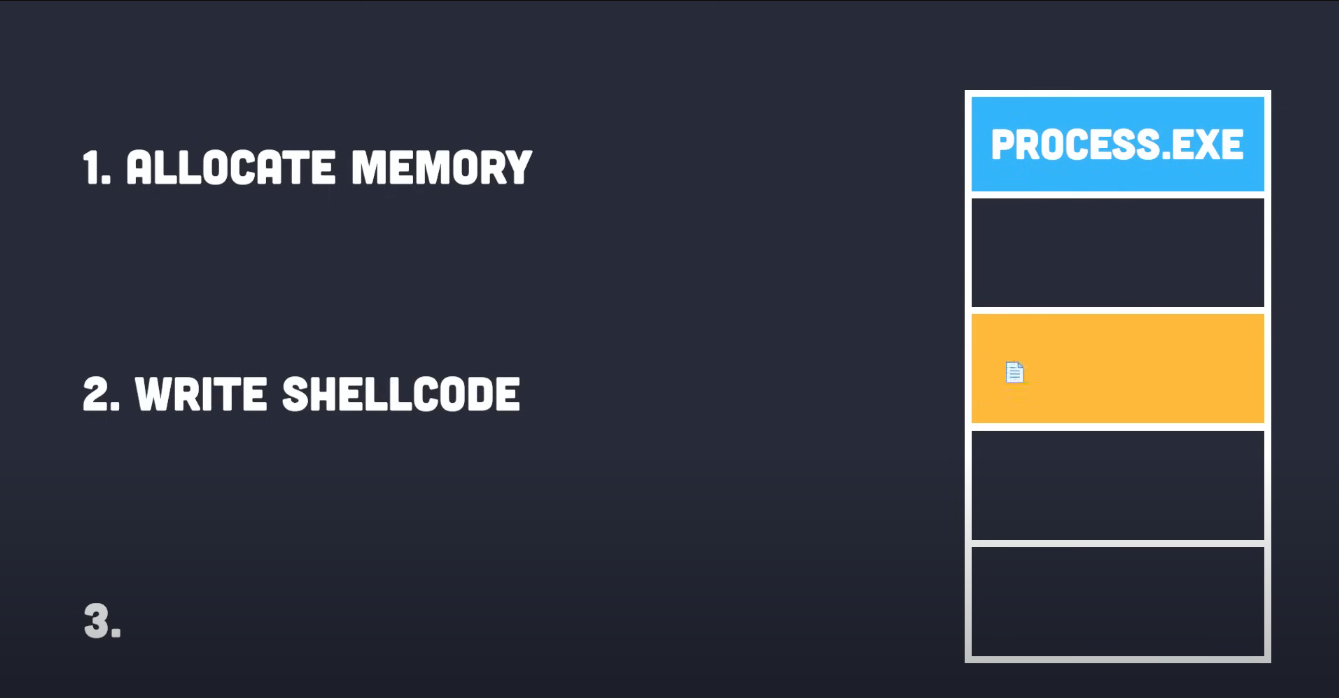 1. ALLOCATE MEMORY
PROCESS.EXE
2. WRITE SHELLCODE
3.